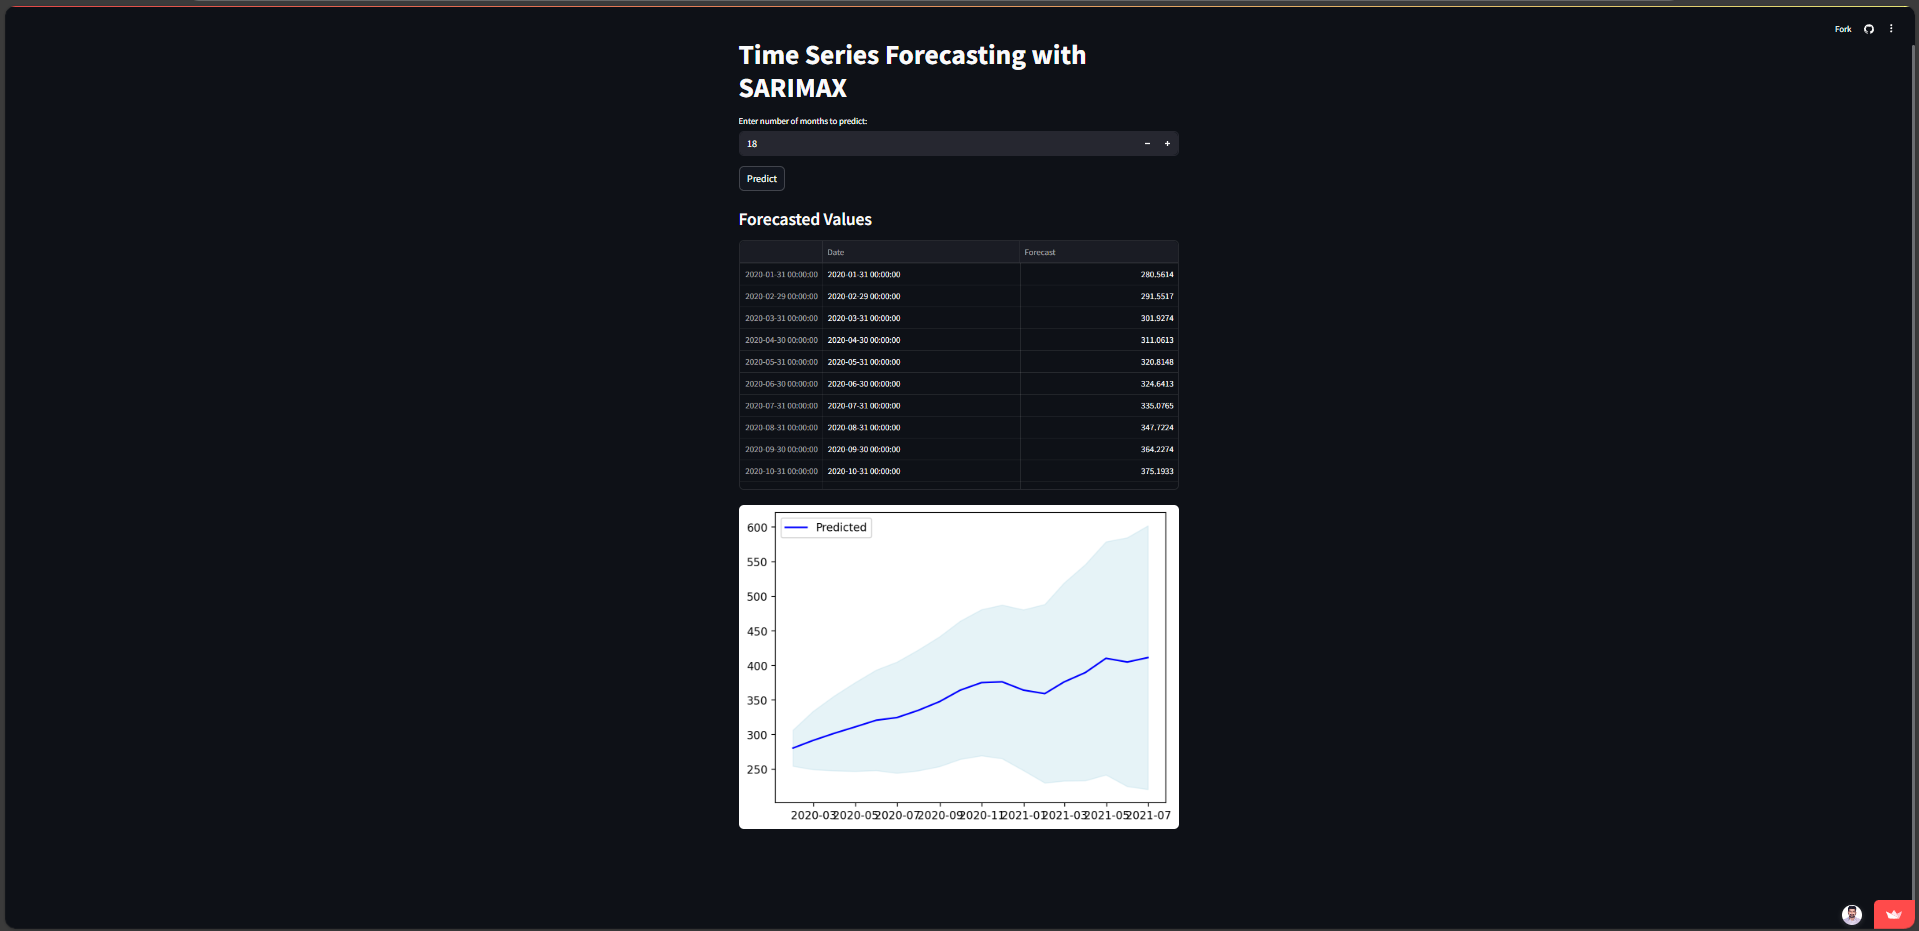 Fork
Time Series Forecasting with
SARIMAX
Enter number of months to predict:
18
Predict
Forecasted Values
Date Forecast
2020-01-31 00:00:00 2020-01-31 00:00:00 280.5614
2020-02-29 00:00:00 2020-02-29 00:00:00 291.5517
2020-03-31 00:00:00 2020-03-31 00:00:00 301.9274
2020-04-30 00:00:00 2020-04-30 00:00:00 311.0613
2020-05-31 00:00:00 2020-05-31 00:00:00 320.8148
2020-06-30 00:00:00 2020-06-30 00:00:00 324.6413
2020-07-31 00:00:00 2020-07-31 00:00:00 335.0765
2020-08-31 00:00:00 2020-08-31 00:00:00 347.7224
2020-09-30 00:00:00 2020-09-30 00:00:00 364.2274
2020-10-31 00:00:00 2020-10-31 00:00:00 375.1933
Predicted
600
550
500
450
400
350
300
250
2020-03 2020-05 2020-07 2020-09 2020-11 2021-01 2021-03 2021-05 2021-07